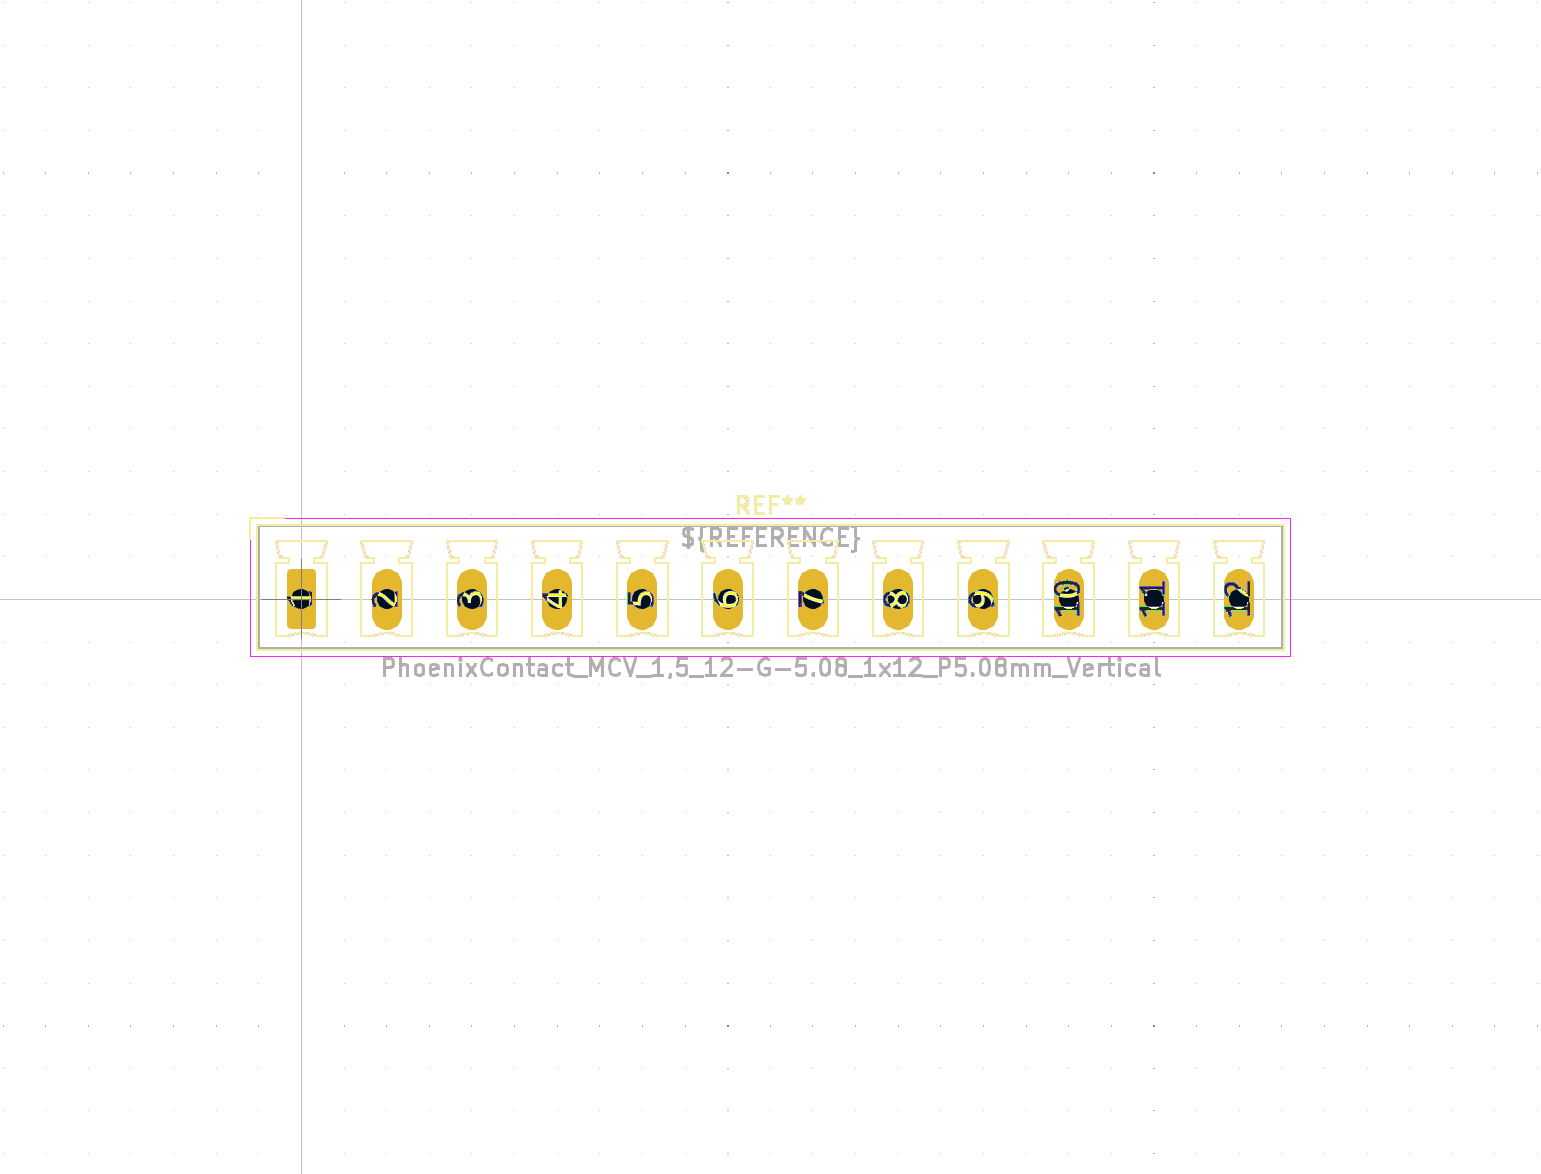 REF**
${REFERENCE}
1 2 3 4 5 6 7 8 9 10 11 12
PhoenixContact_MCV_1,5_12-G-5.08_1x12_P5.08mm_Vertical